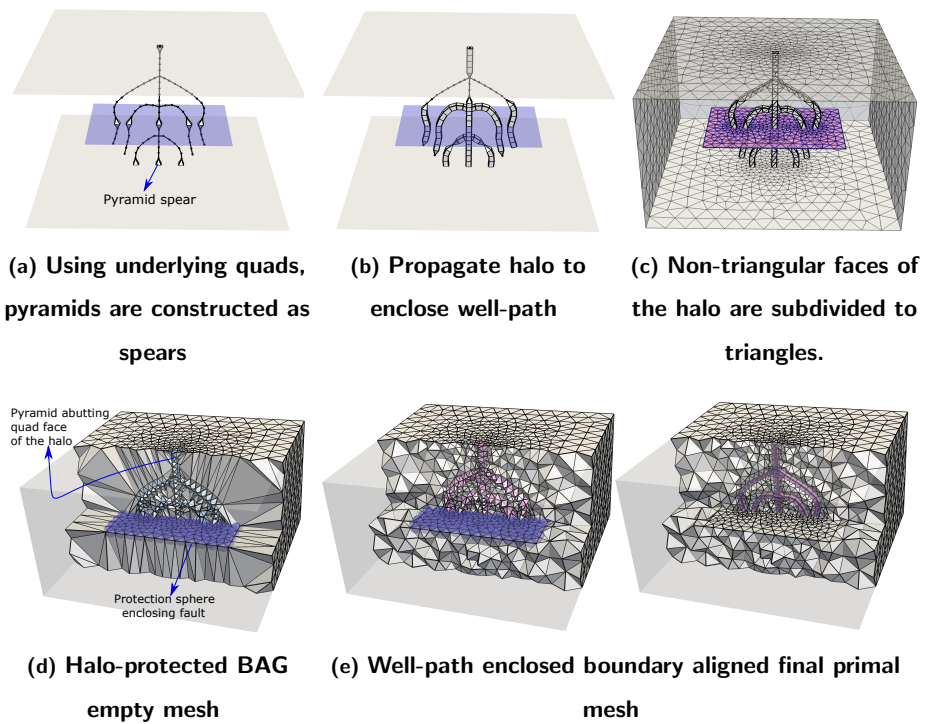 Pyramid spear
(a) Using underlying quads,
pyramids are constructed as
spears
(b) Propagate halo to
enclose well-path
(c) Non-triangular faces of
the halo are subdivided to
triangles.
Pyramid abutting
quad face
of the halo
Protection sphere
enclosing fault
(d) Halo-protected BAG
empty mesh
(e) Well-path enclosed boundary aligned final primal
mesh